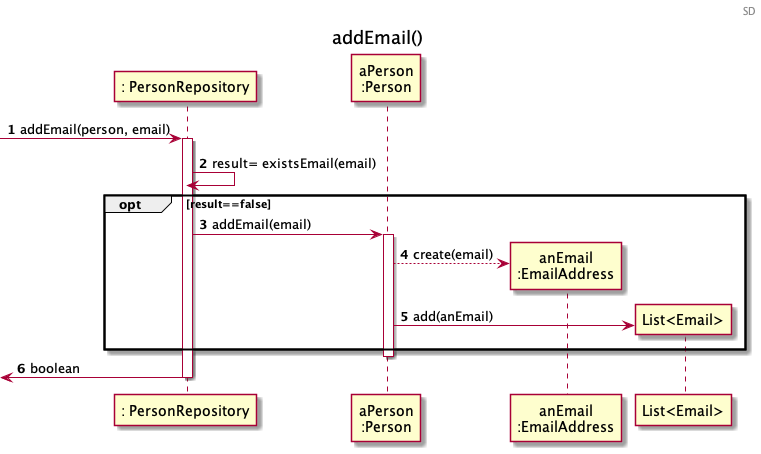 SD
addEmail()
: PersonRepository
aPerson
:Person
1 addEmail(person, email)
2 result= existsEmail(email)
opt [result==false]
3 addEmail(email)
4 create(email)
anEmail
:EmailAddress
5 add(anEmail)
List<Email>
6 boolean
: PersonRepository
aPerson
:Person
anEmail
:EmailAddress
List<Email>